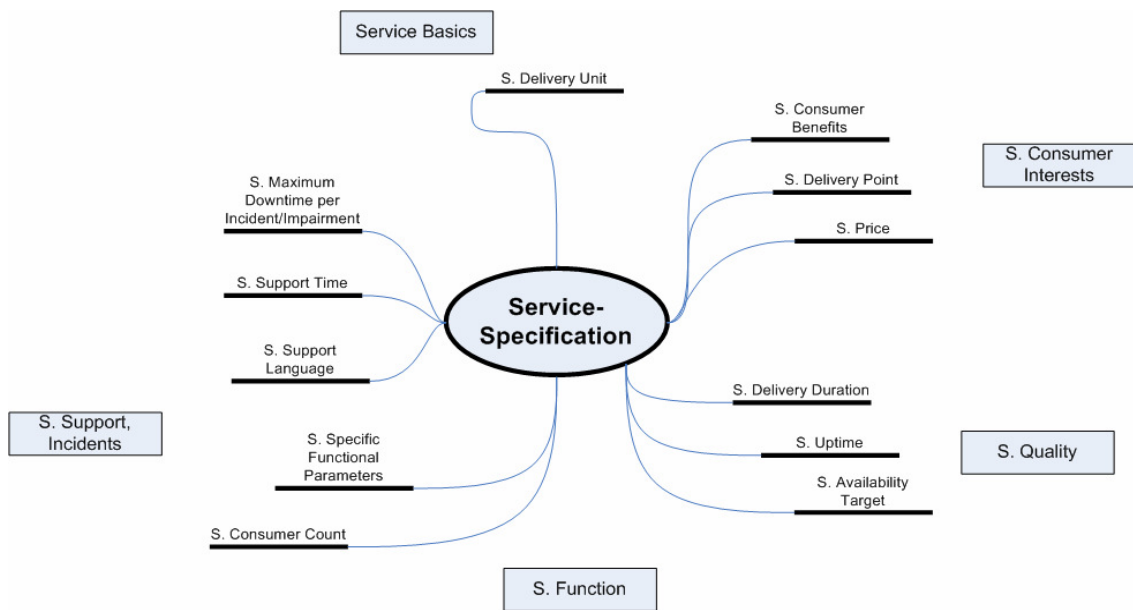 Service Basics
S. Delivery Unit
S. Consumer
Benefits
S. Consumer
Interests
S. Delivery Point
S. Price
S. Maximum
Downtime per
Incident/Impairment
S. Support Time
S. Support
Language
Service-
Specification
S. Delivery Duration
S. Uptime
S. Availability
Target
S. Quality
S. Support,
Incidents
S. Specific
Functional
Parameters
S. Consumer Count
S. Function